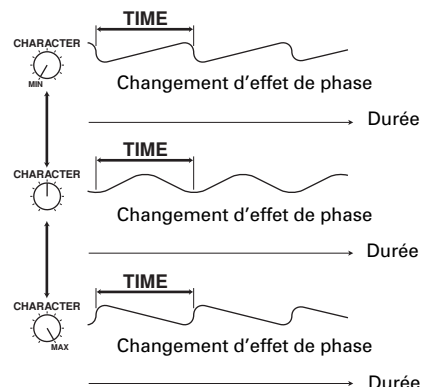 TIME
CHARACTER
MIN
Changement d'effet de phase
Durée
TIME
CHARACTER
Changement d'effet de phase
Durée
TIME
CHARACTER
MAX
Changement d'effet de phase
Durée